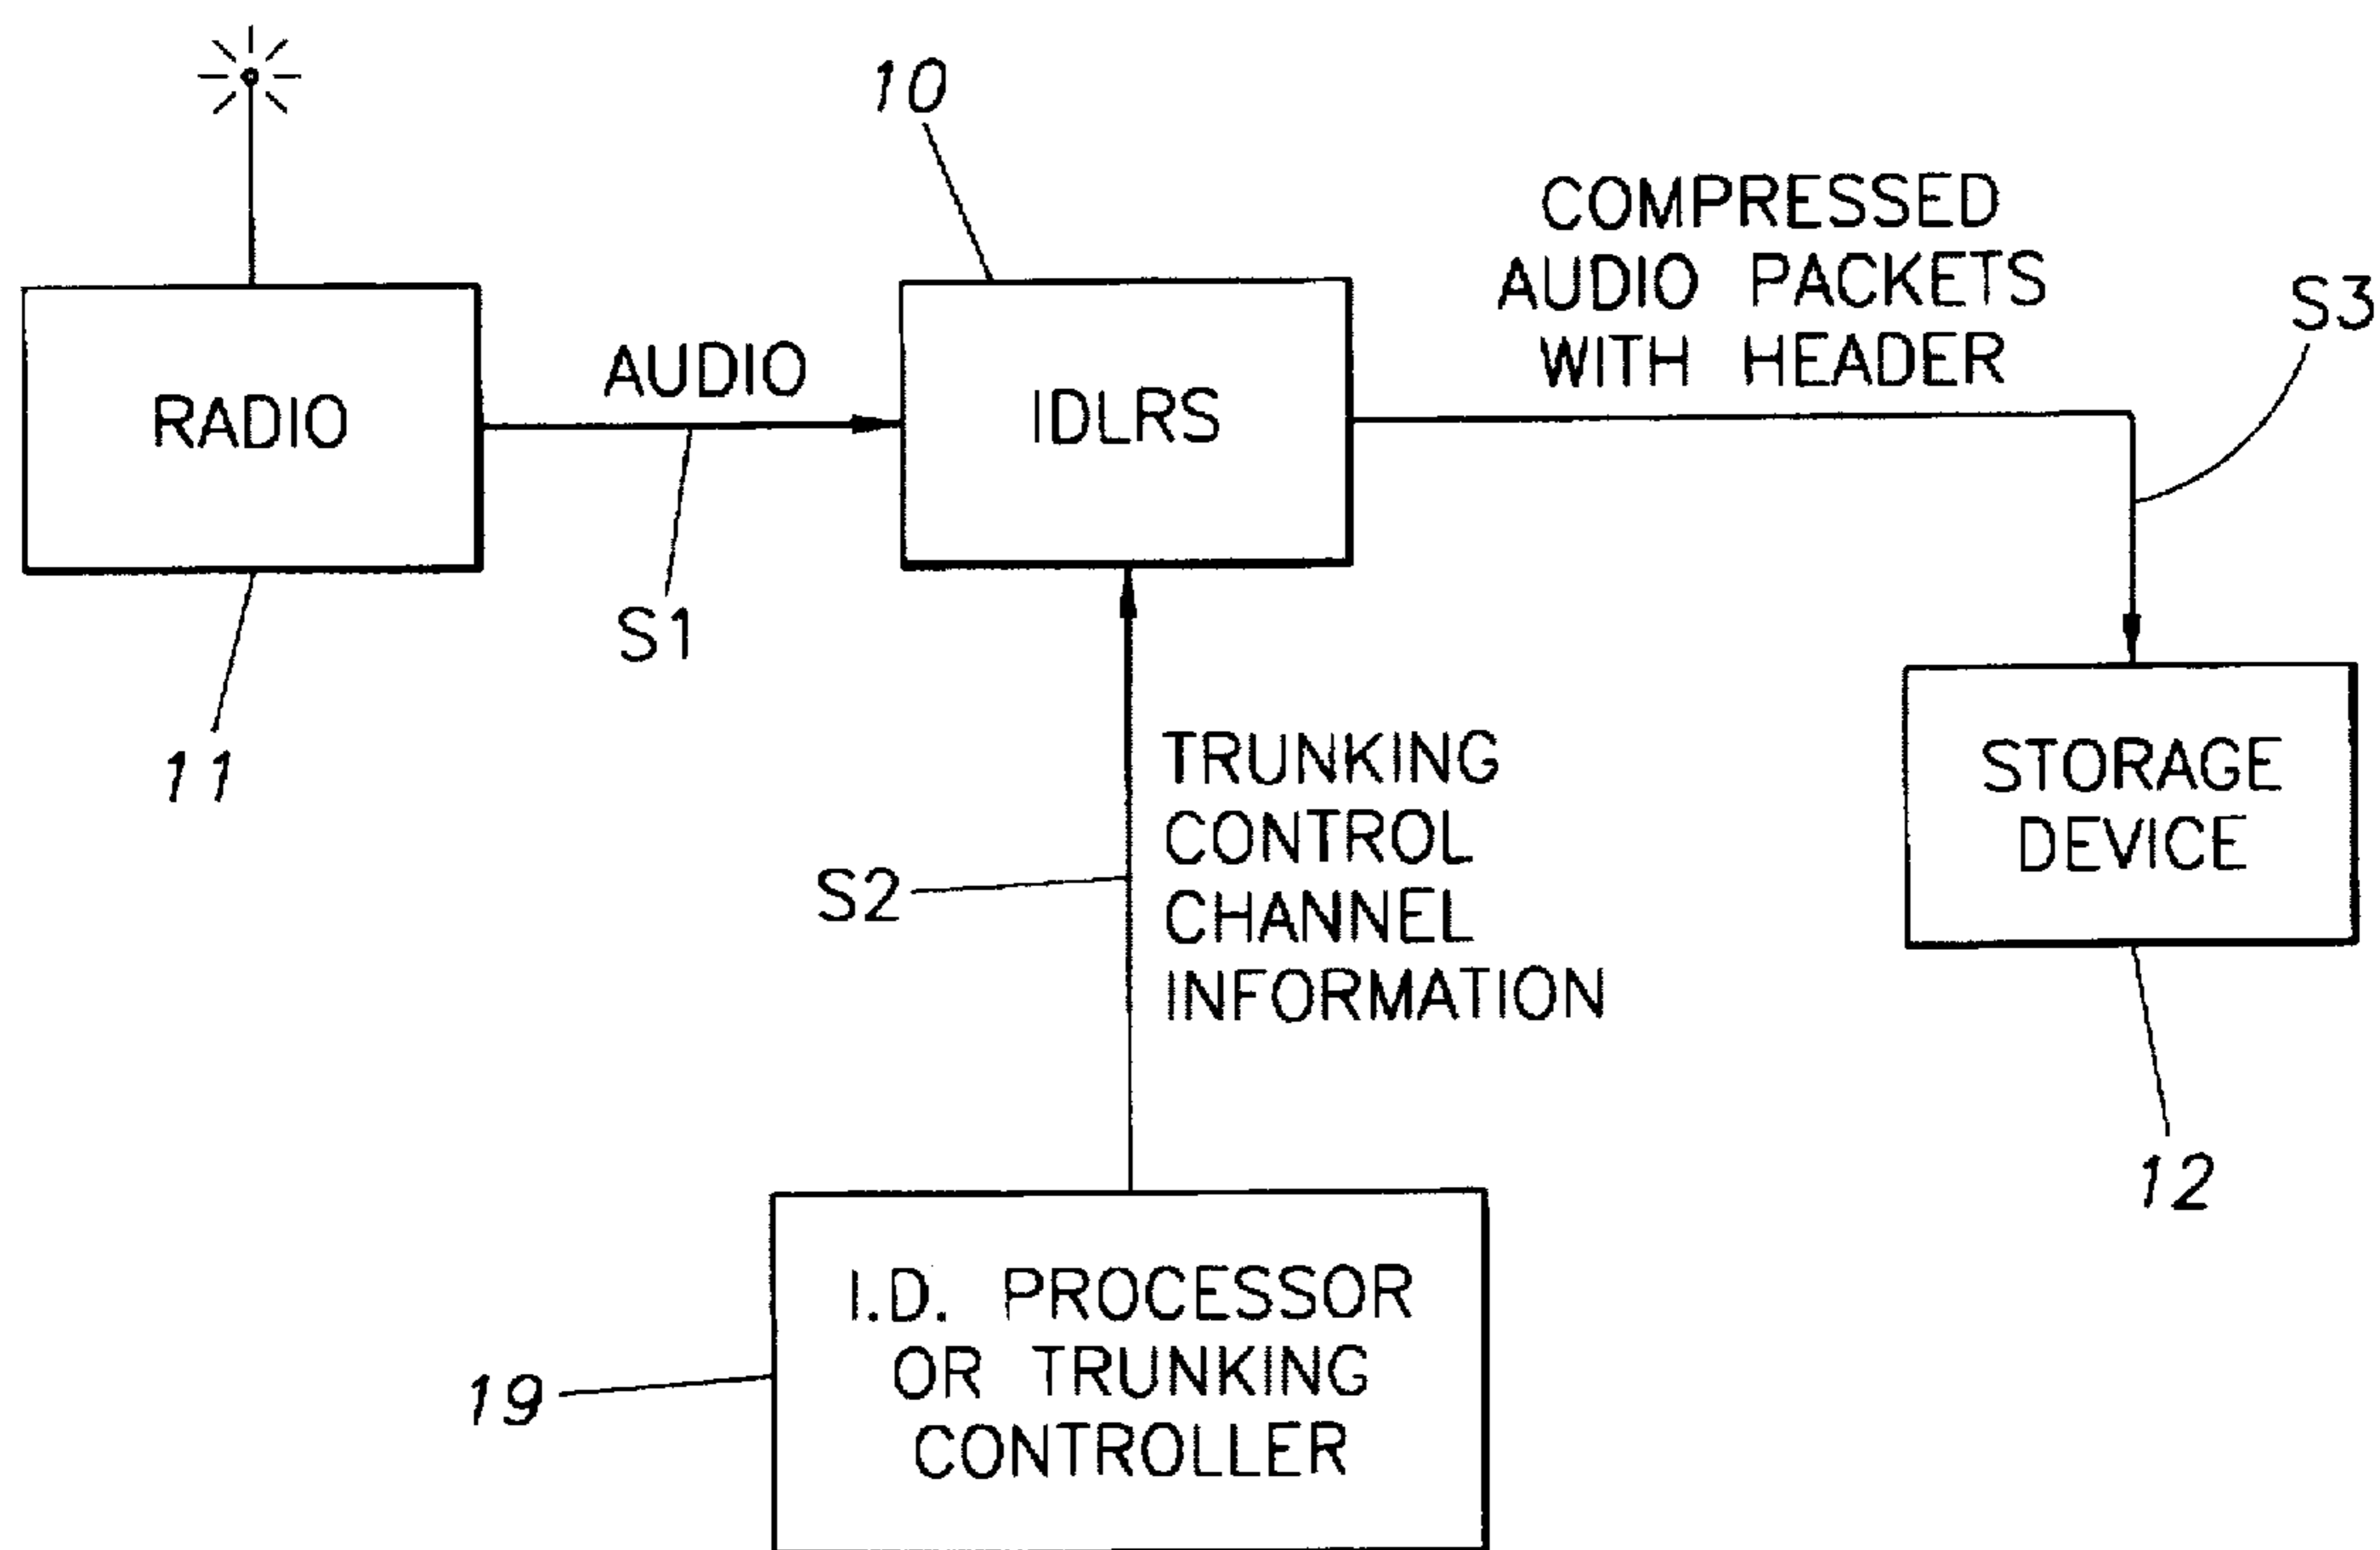 10
COMPRESSED
AUDIO PACKETS
WITH HEADER
S3
RADIO
AUDIO
IDLRS
S1
11
TRUNKING
CONTROL
CHANNEL
INFORMATION
S2
STORAGE
DEVICE
12
I.D. PROCESSOR
OR TRUNKING
CONTROLLER
19